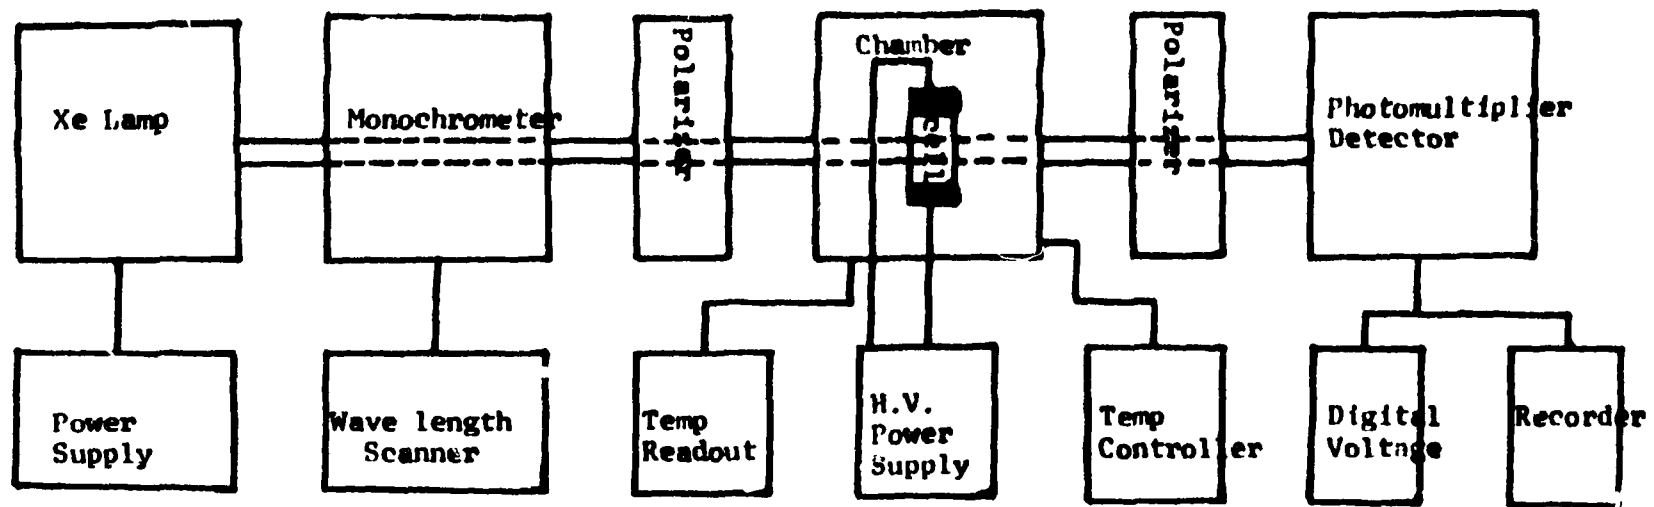 Xe Lamp
Monochrometer
Polarizer
Chamber
Cell
Polarizer
Photomultiplier
Detector
Power
Supply
Wave length
Scanner
Temp
Readout
H.V.
Power
Supply
Temp
Controller
Digital
Voltage
Recorder